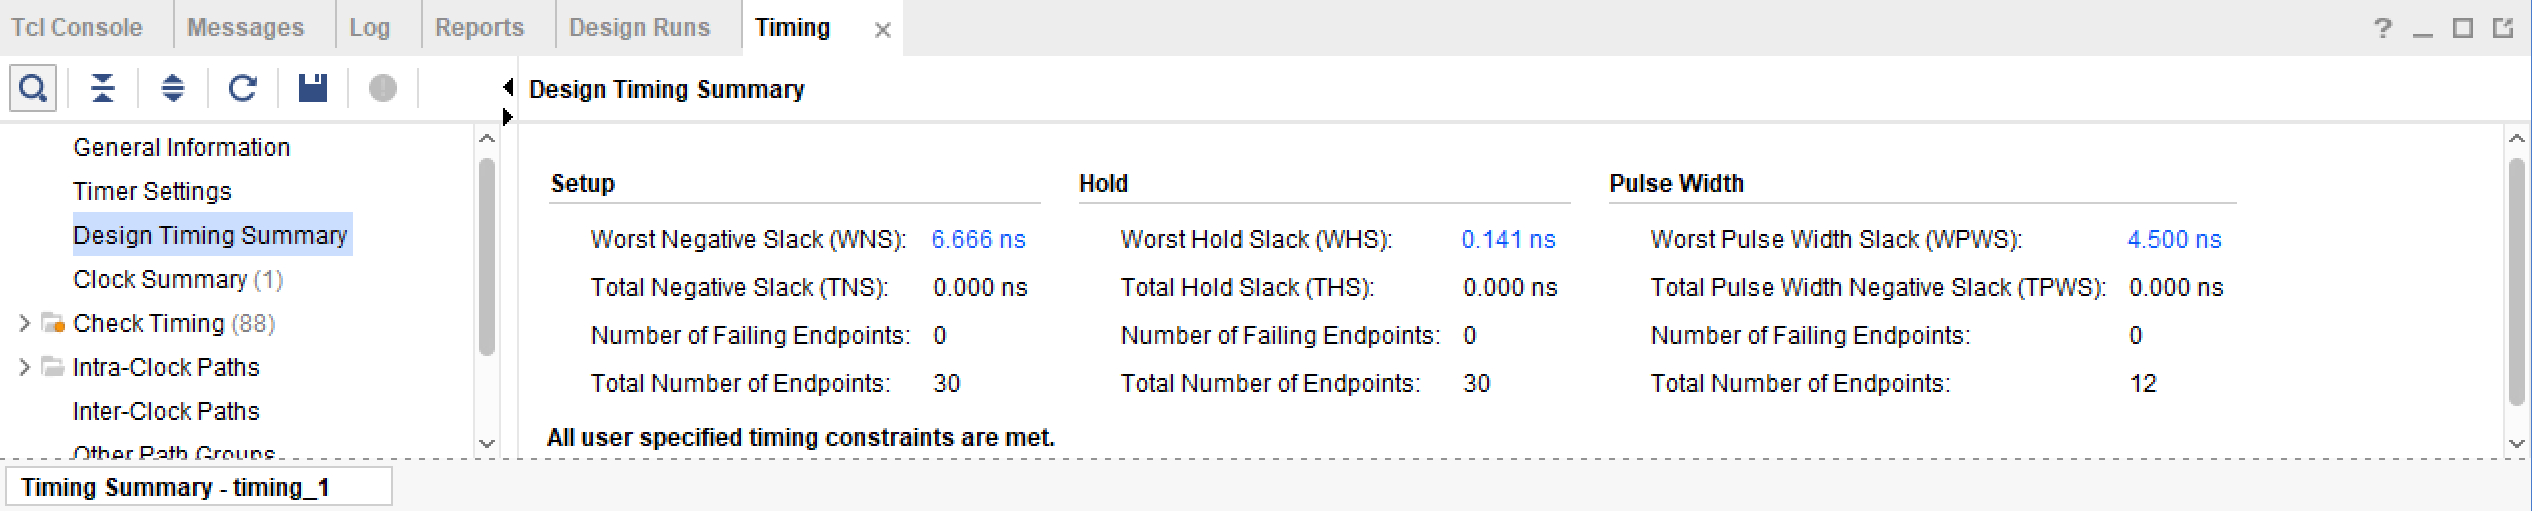 Tcl Console Messages Log Reports Design Runs Timing
Design Timing Summary
General Information
Timer Settings
Design Timing Summary
Clock Summary (1)
Check Timing (88)
Intra-Clock Paths
Inter-Clock Paths
Other Path Groups
Setup
Worst Negative Slack (WNS): 6.666 ns
Total Negative Slack (TNS): 0.000 ns
Number of Failing Endpoints: 0
Total Number of Endpoints: 30
Hold
Worst Hold Slack (WHS): 0.141 ns
Total Hold Slack (THS): 0.000 ns
Number of Failing Endpoints: 0
Total Number of Endpoints: 30
Pulse Width
Worst Pulse Width Slack (WPWS): 4.500 ns
Total Pulse Width Negative Slack (TPWS): 0.000 ns
Number of Failing Endpoints: 0
Total Number of Endpoints: 12
All user specified timing constraints are met.
Timing Summary - timing_1